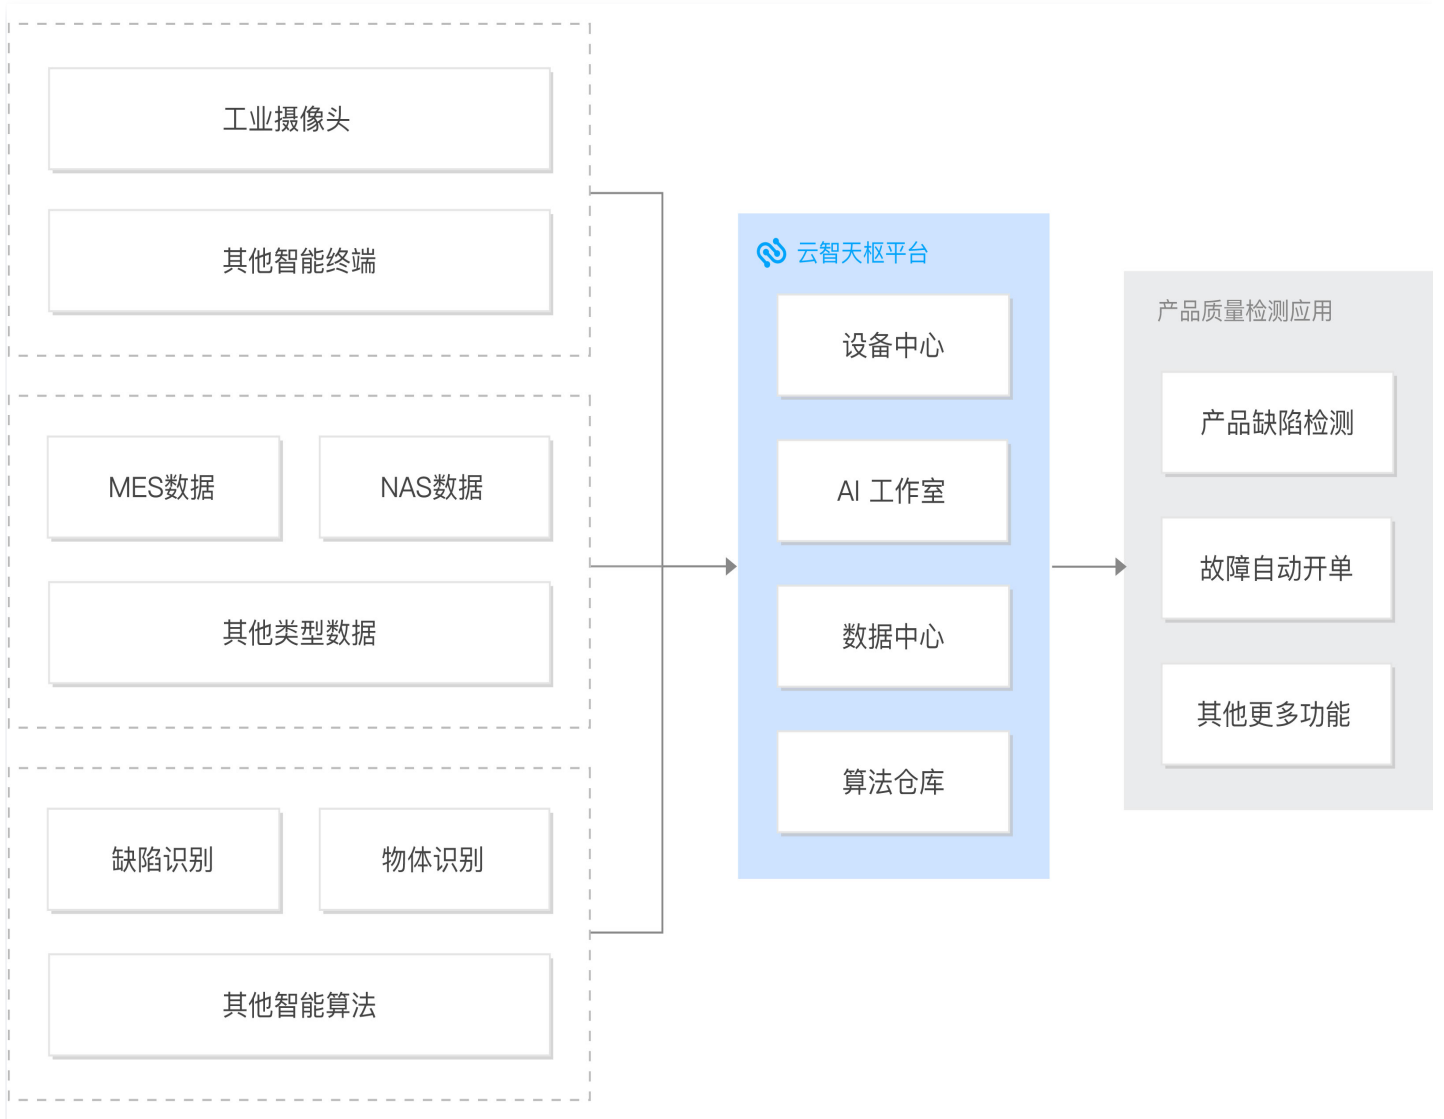 工业摄像头
其他智能终端
MES数据
NAS数据
其他类型数据
缺陷识别
物体识别
其他智能算法
云智天枢平台
设备中心
AI 工作室
数据中心
算法仓库
产品质量检测应用
产品缺陷检测
故障自动开单
其他更多功能